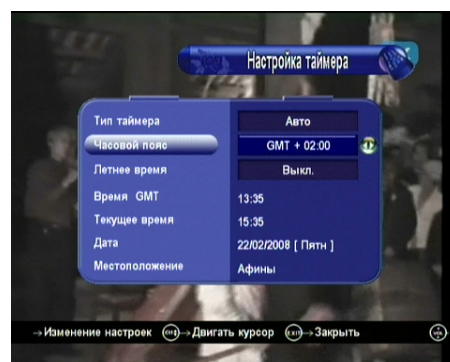 Настройка таймера
Тип таймера Авто
Часовой пояс GMT + 02:00
Летнее время Выкл.
Время GMT 13:35
Текущее время 15:35
Дата 22/02/2008 [ Пятн ]
Местоположение Афины
→Изменение настроек →Двигать курсор EXIT→Закрыть